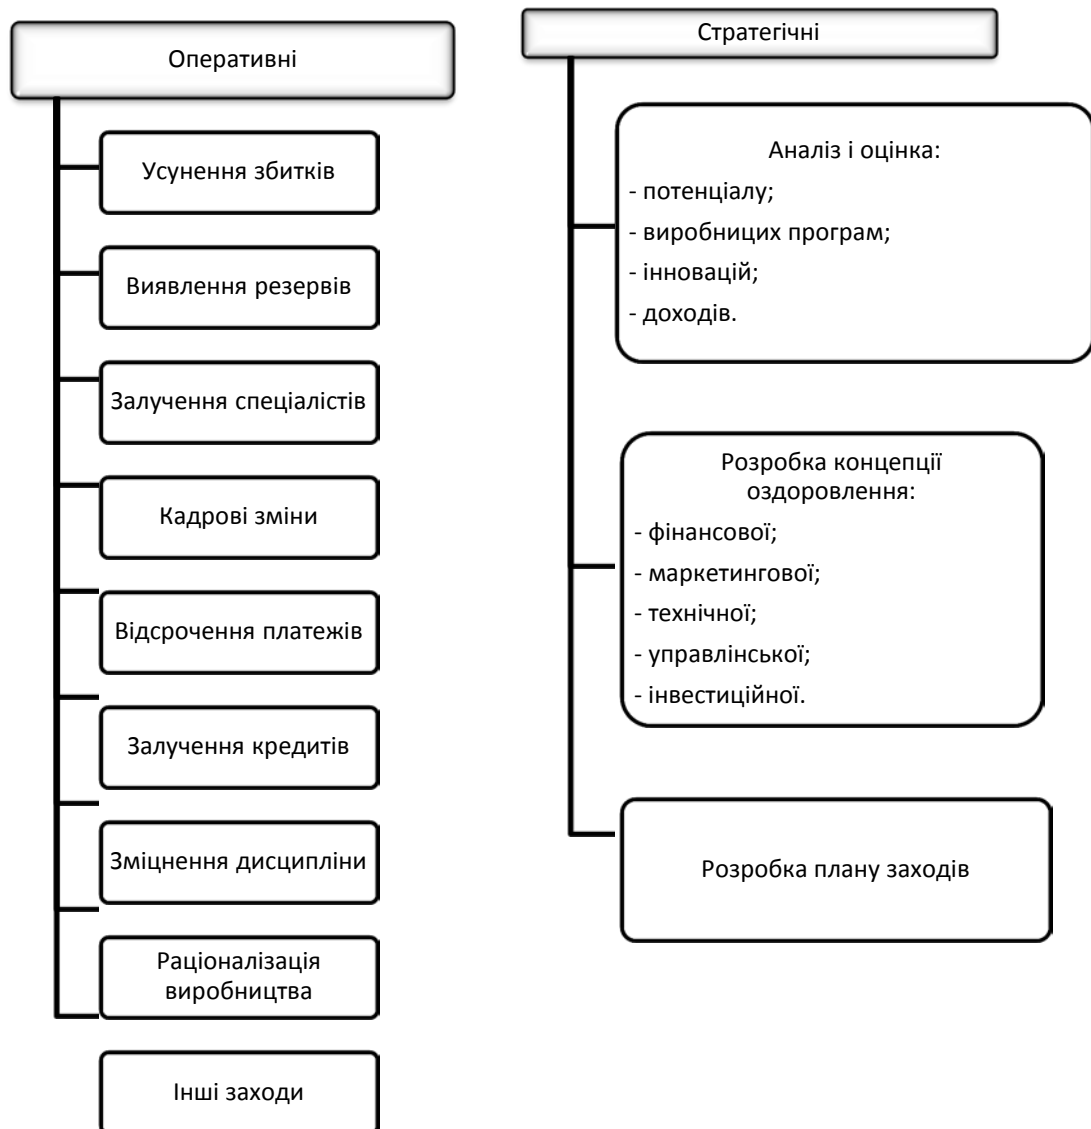 Оперативні
Усунення збитків
Виявлення резервів
Залучення спеціалістів
Кадрові зміни
Відсрочення платежів
Залучення кредитів
Зміцнення дисципліни
Раціоналізація
виробництва
Інші заходи
Стратегічні
Аналіз і оцінка:
- потенціалу;
- виробницих програм;
- інновацій;
- доходів.
Розробка концепції
оздоровлення:
- фінансової;
- маркетингової;
- технічної;
- управлінської;
- інвестиційної.
Розробка плану заходів